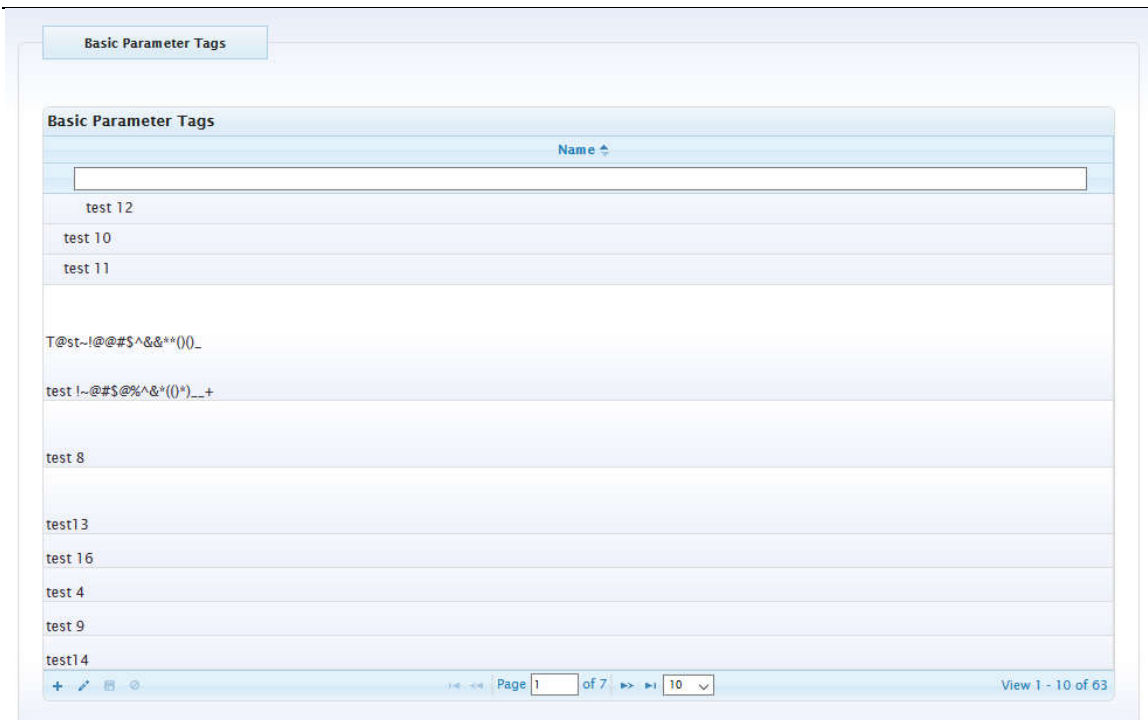 Basic Parameter Tags
Basic Parameter Tags
Name
test 12
test 10
test 11
T@st~!@@#$^&&**()()_
test !~@#$@%^&*(()*)__+
test 8
test13
test 16
test 4
test 9
test14
Page 1 of 7 10 View 1 - 10 of 63